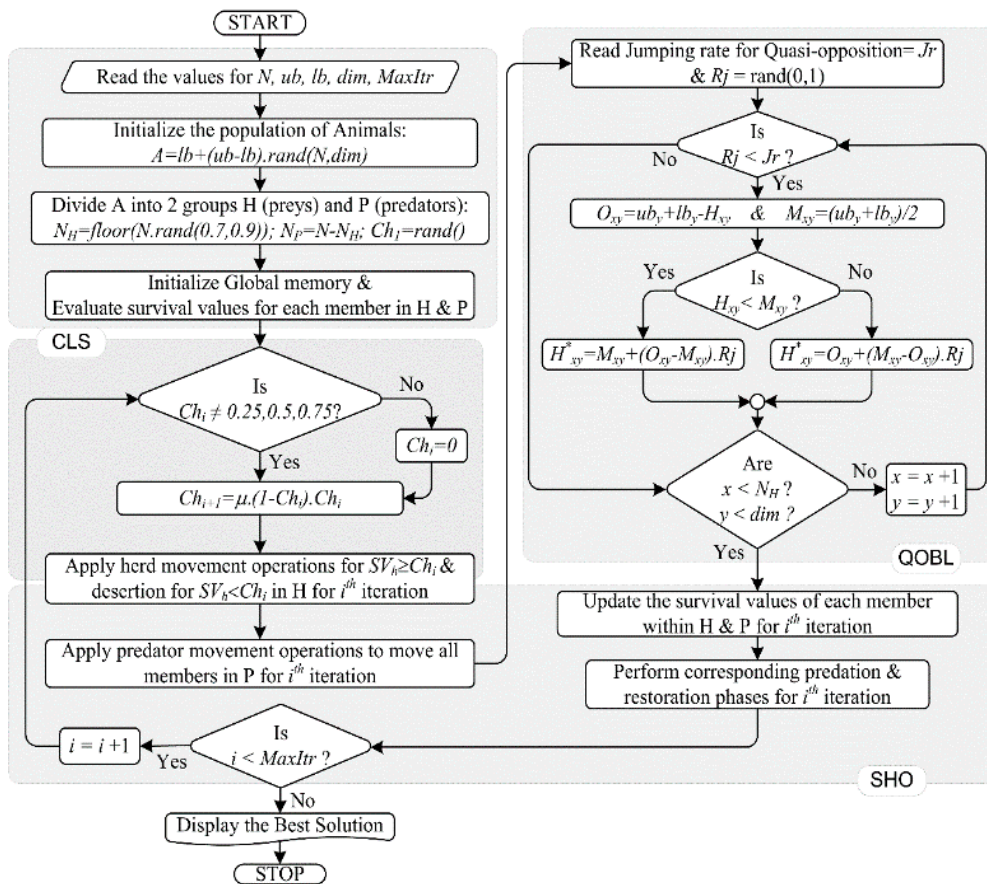 START
Read the values for N, ub, lb, dim, MaxItr
Initialize the population of Animals:
A=lb+(ub-lb).rand(N,dim)
Divide A into 2 groups H (preys) and P (predators):
N_H=floor(N.rand(0.7,0.9)); N_P=N-N_H; Ch_1=rand()
Initialize Global memory &
Evaluate survival values for each member in H & P
CLS
Is
Ch_i ≠ 0.25,0.5,0.75?
No
Ch_i=0
Yes
Ch_{i+1}=μ.(1-Ch_i).Ch_i
Apply herd movement operations for SV_h≥Ch_i &
desertion for SV_h<Ch_i in H for i^th iteration
Apply predator movement operations to move all
members in P for i^th iteration
Is
i < MaxItr ?
Yes
i = i +1
No
Display the Best Solution
STOP
Read Jumping rate for Quasi-opposition= Jr
& Rj = rand(0,1)
Is
Rj < Jr ?
No
Yes
O_xy=ub_y+lb_y-H_xy & M_xy=(ub_y+lb_y)/2
Is
H_xy< M_xy ?
Yes
No
H*_xy=M_xy+(O_xy-M_xy).Rj
H*_xy=O_xy+(M_xy-O_xy).Rj
Are
x < N_H ?
y < dim ?
No
x = x +1
y = y +1
Yes
QOBL
Update the survival values of each member
within H & P for i^th iteration
Perform corresponding predation &
restoration phases for i^th iteration
SHO